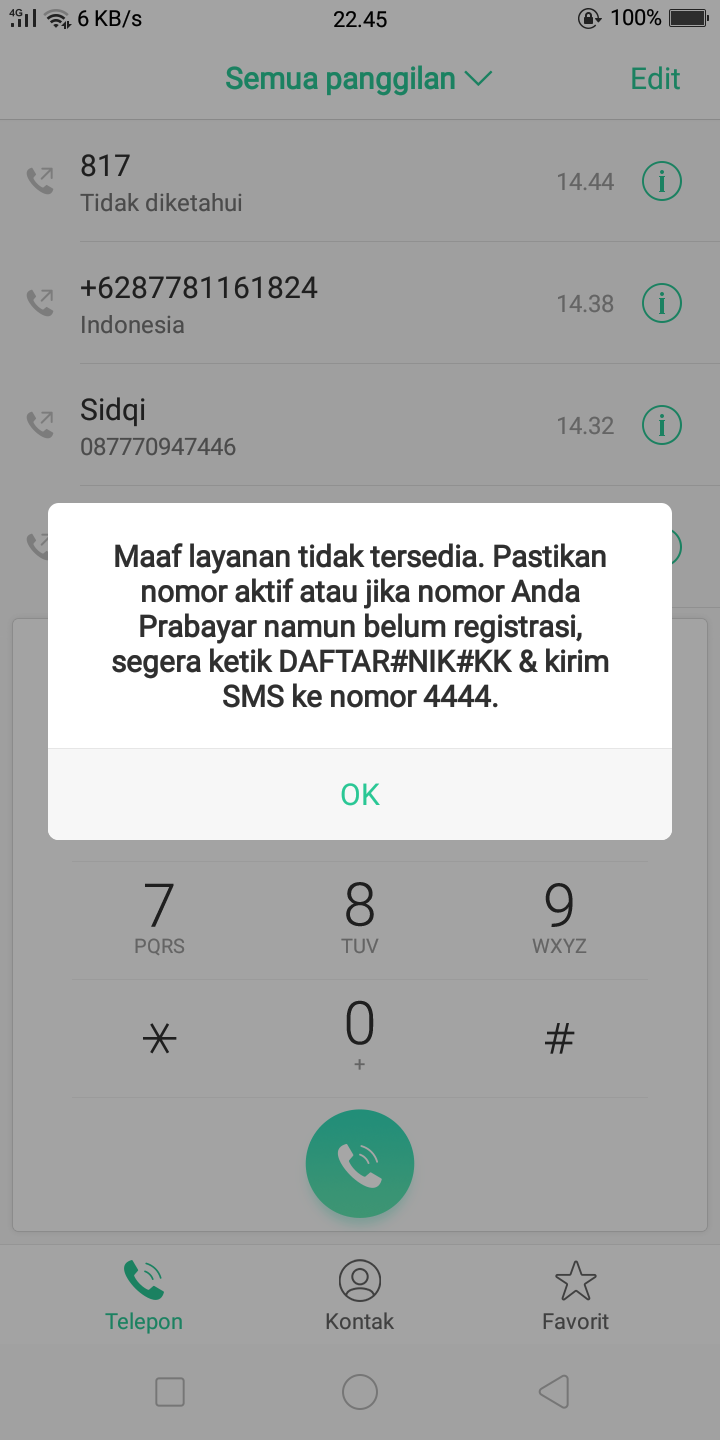 4G 6 KB/s 22.45 100%
Semua panggilan Edit
817 14.44
Tidak diketahui
+6287781161824 14.38
Indonesia
Sidqi 14.32
087770947446
Maaf layanan tidak tersedia. Pastikan
nomor aktif atau jika nomor Anda
Prabayar namun belum registrasi,
segera ketik DAFTAR#NIK#KK & kirim
SMS ke nomor 4444.
OK
7 8 9
PQRS TUV WXYZ
* 0 #
+
Telepon Kontak Favorit